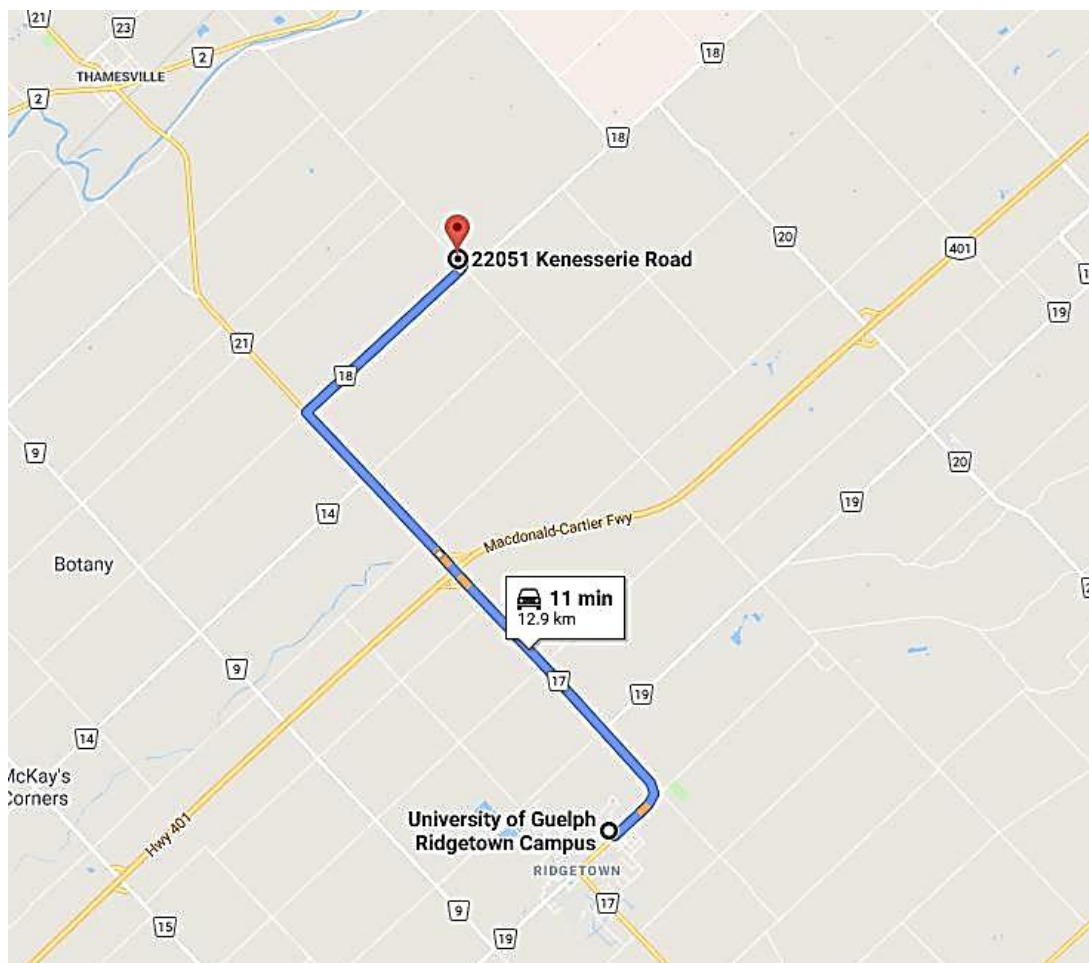 21
23
2
18
THAMESVILLE
2
18
20
401
22051 Kenesserie Road
19
21
18
9
20
14
19
Macdonald-Cartier Fwy
Botany
11 min
12.9 km
9
17
19
14
McKay's
Corners
University of Guelph
Ridgetown Campus
Hwy 401
RIDGETOWN
17
9
15
19